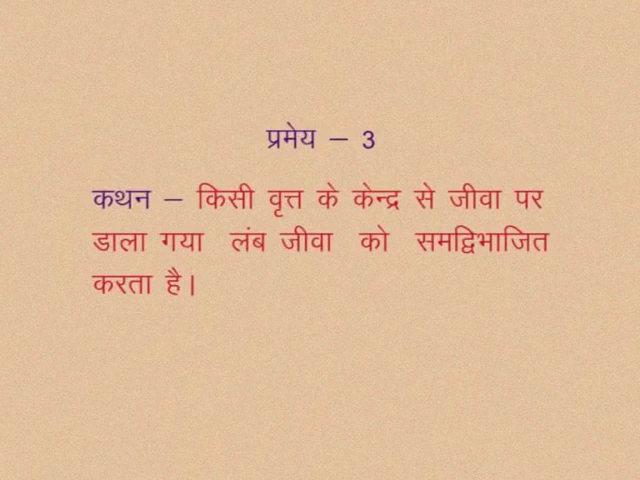 प्रमेय – 3
कथन – किसी वृत्त के केन्द्र से जीवा पर
डाला गया लंब जीवा को समद्विभाजित
करता है।